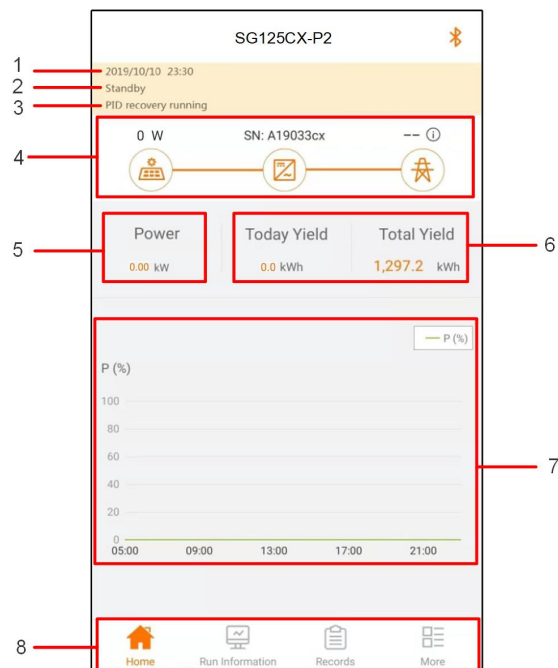 SG125CX-P2
1
2019/10/10 23:30
2
Standby
3
PID recovery running
4
0 W
SN: A19033cx
--
5
Power
0.00 kW
6
Today Yield
Total Yield
0.0 kWh
1,297.2 kWh
7
P (%)
P (%)
100
80
60
40
20
0
05:00 09:00 13:00 17:00 21:00
8
Home Run Information Records More